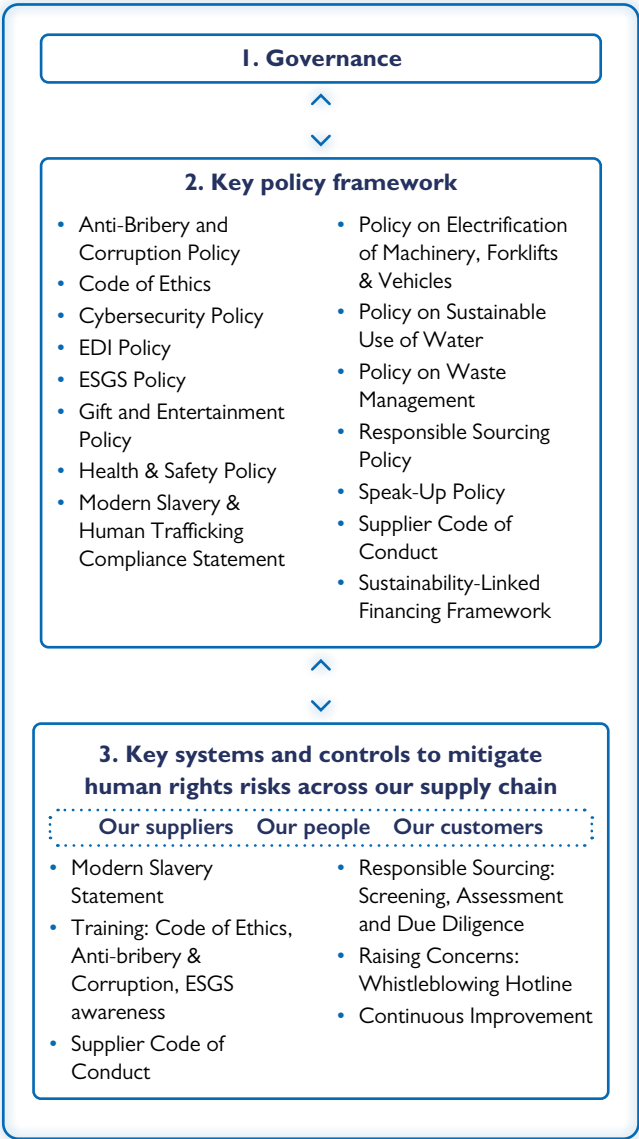 1. Governance
2. Key policy framework
• Anti-Bribery and
Corruption Policy
• Code of Ethics
• Cybersecurity Policy
• EDI Policy
• ESGS Policy
• Gift and Entertainment
Policy
• Health & Safety Policy
• Modern Slavery &
Human Trafficking
Compliance Statement
• Policy on Electrification
of Machinery, Forklifts
& Vehicles
• Policy on Sustainable
Use of Water
• Policy on Waste
Management
• Responsible Sourcing
Policy
• Speak-Up Policy
• Supplier Code of
Conduct
• Sustainability-Linked
Financing Framework
3. Key systems and controls to mitigate
human rights risks across our supply chain
Our suppliers Our people Our customers
• Modern Slavery
Statement
• Training: Code of Ethics,
Anti-bribery &
Corruption, ESGS
awareness
• Supplier Code of
Conduct
• Responsible Sourcing:
Screening, Assessment
and Due Diligence
• Raising Concerns:
Whistleblowing Hotline
• Continuous Improvement